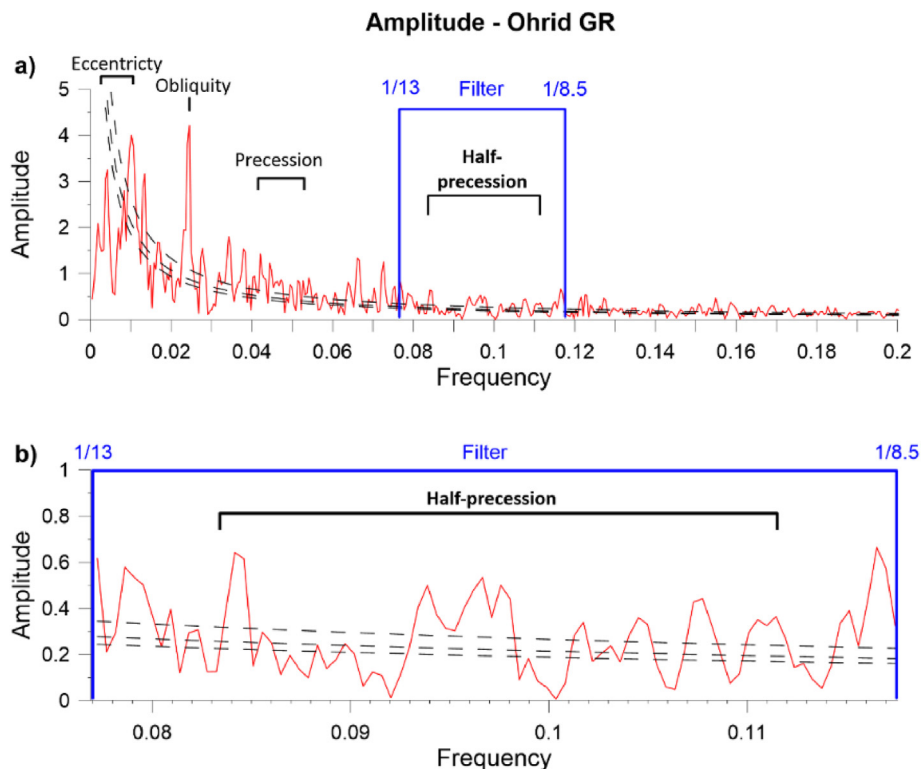 Amplitude - Ohrid GR
a)
Eccentricty
Obliquity
Precession
1/13 Filter 1/8.5
Half-
precession
5
4
3
2
1
0
Amplitude
0 0.02 0.04 0.06 0.08 0.1 0.12 0.14 0.16 0.18 0.2
Frequency
b)
1/13 Filter 1/8.5
Half-precession
1
0.8
0.6
0.4
0.2
0
Amplitude
0.08 0.09 0.1 0.11
Frequency